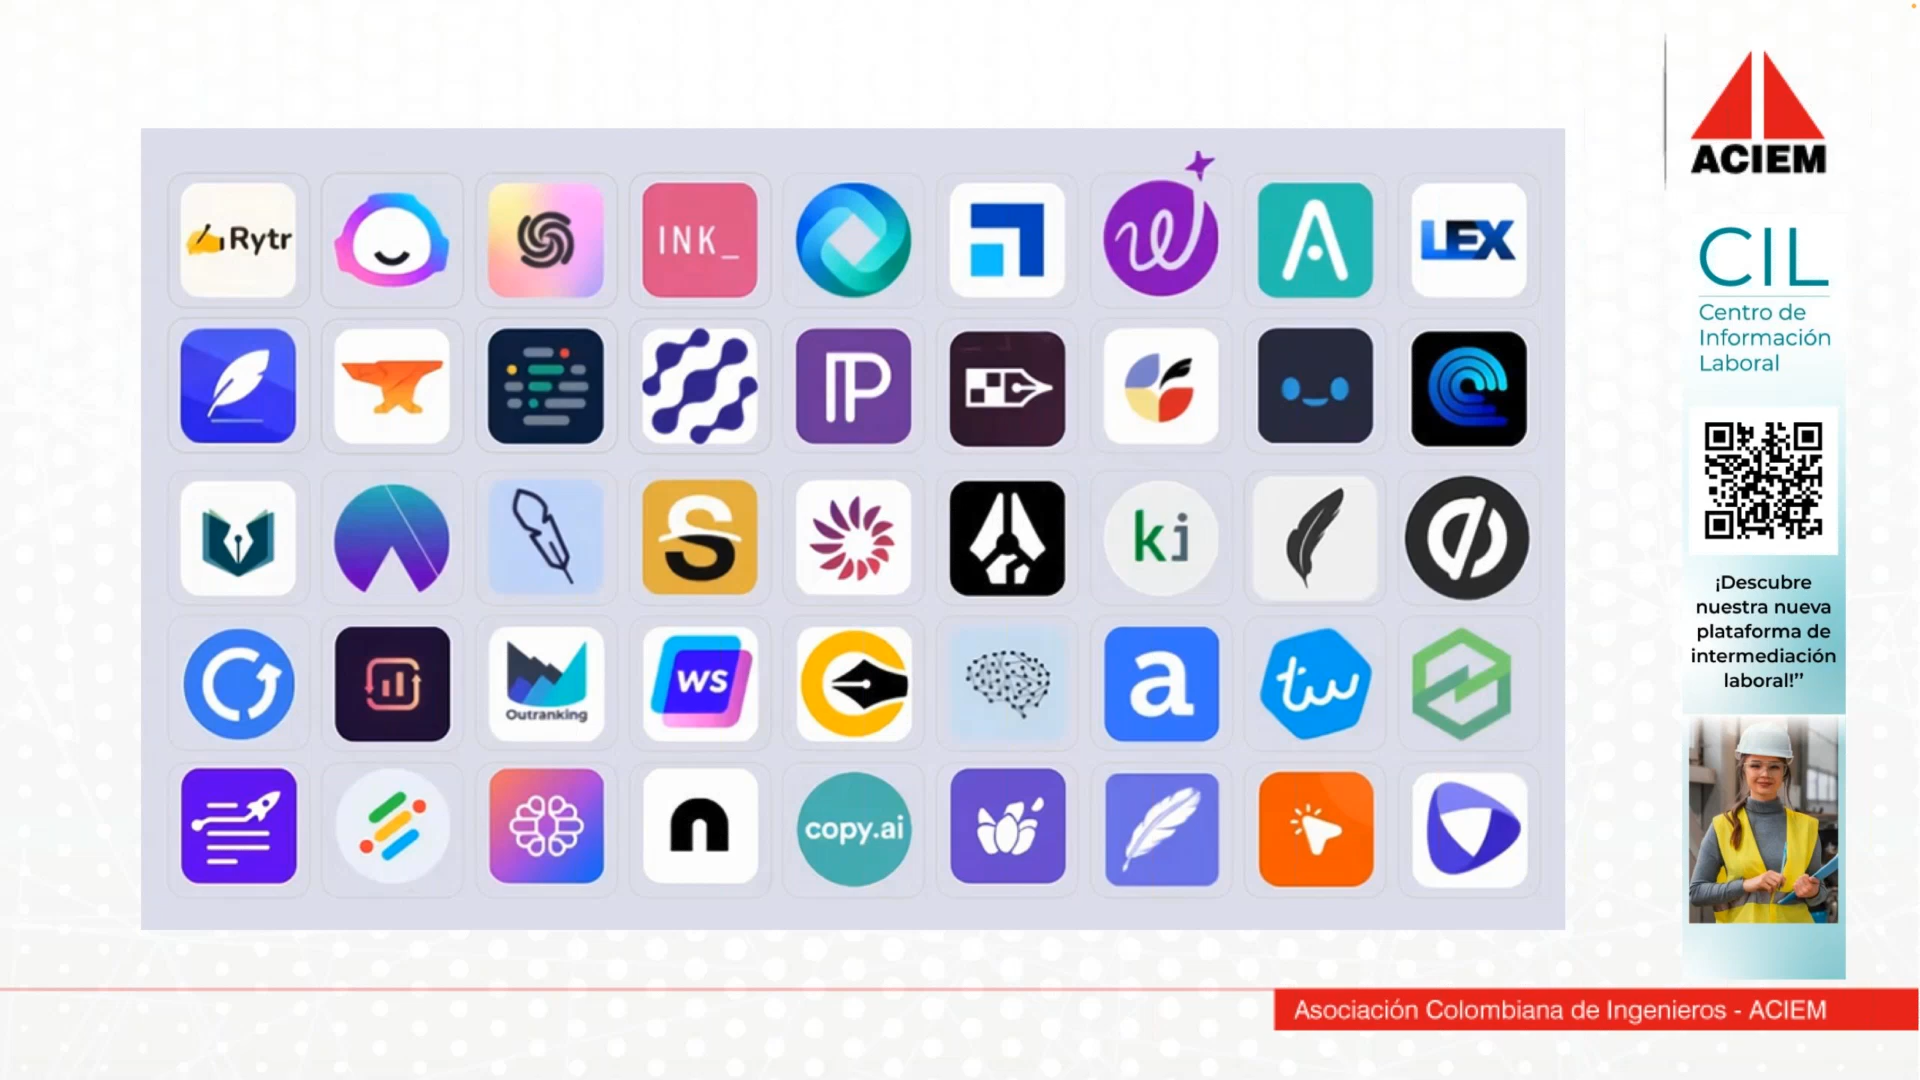 Rytr
INK_
LEX
Outranking
ws
ki
a
tw
copy.ai
ACIEM
CIL
Centro de
Información
Laboral
¡Descubre
nuestra nueva
plataforma de
intermediación
laboral!”
Asociación Colombiana de Ingenieros - ACIEM